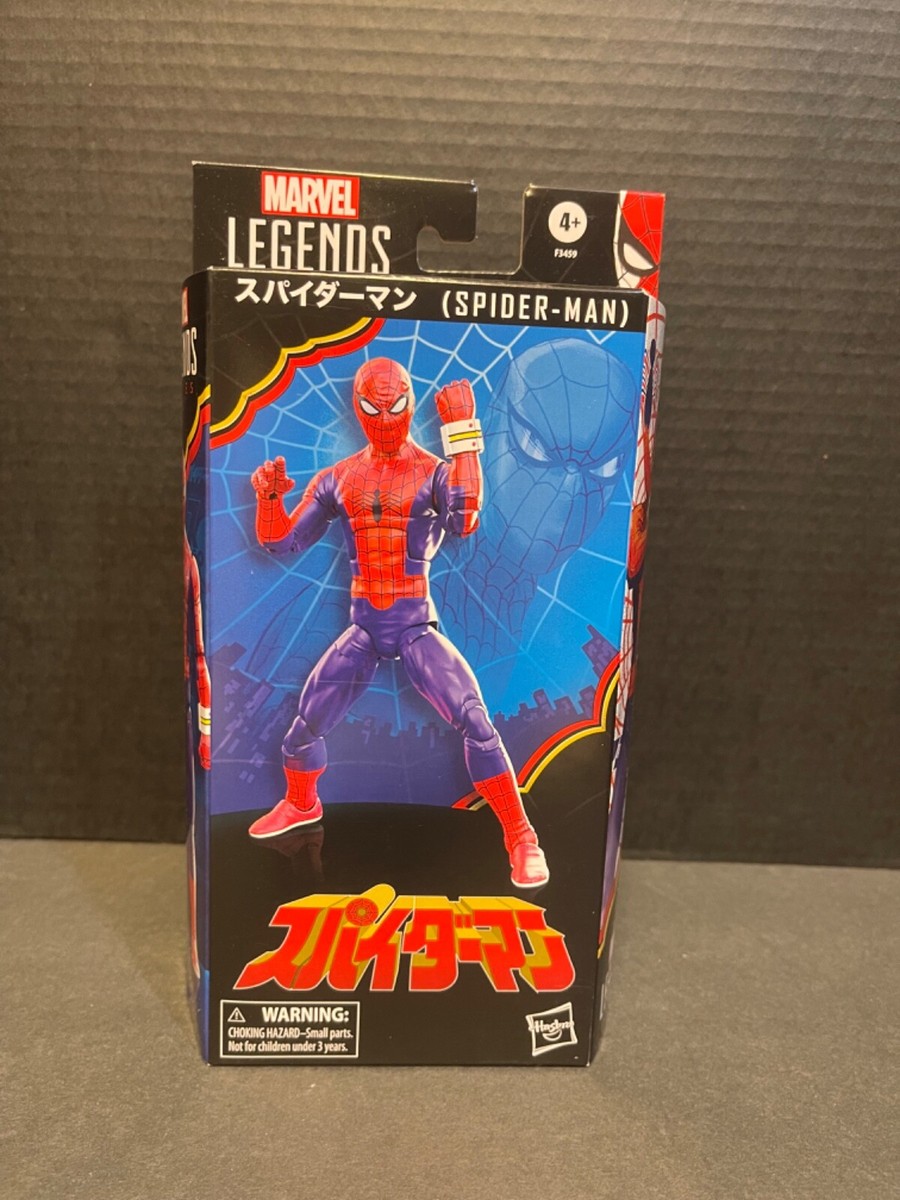 MARVEL
LEGENDS
4+
F3459
スパイダーマン (SPIDER-MAN)
スパイダーマン
⚠ WARNING:
CHOKING HAZARD–Small parts.
Not for children under 3 years.
Hasbro